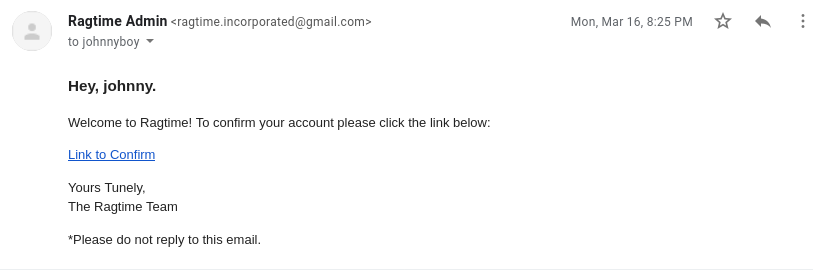 Ragtime Admin <ragtime.incorporated@gmail.com> Mon, Mar 16, 8:25 PM
to johnnyboy
Hey, johnny.
Welcome to Ragtime! To confirm your account please click the link below:
Link to Confirm
Yours Tunely,
The Ragtime Team
*Please do not reply to this email.